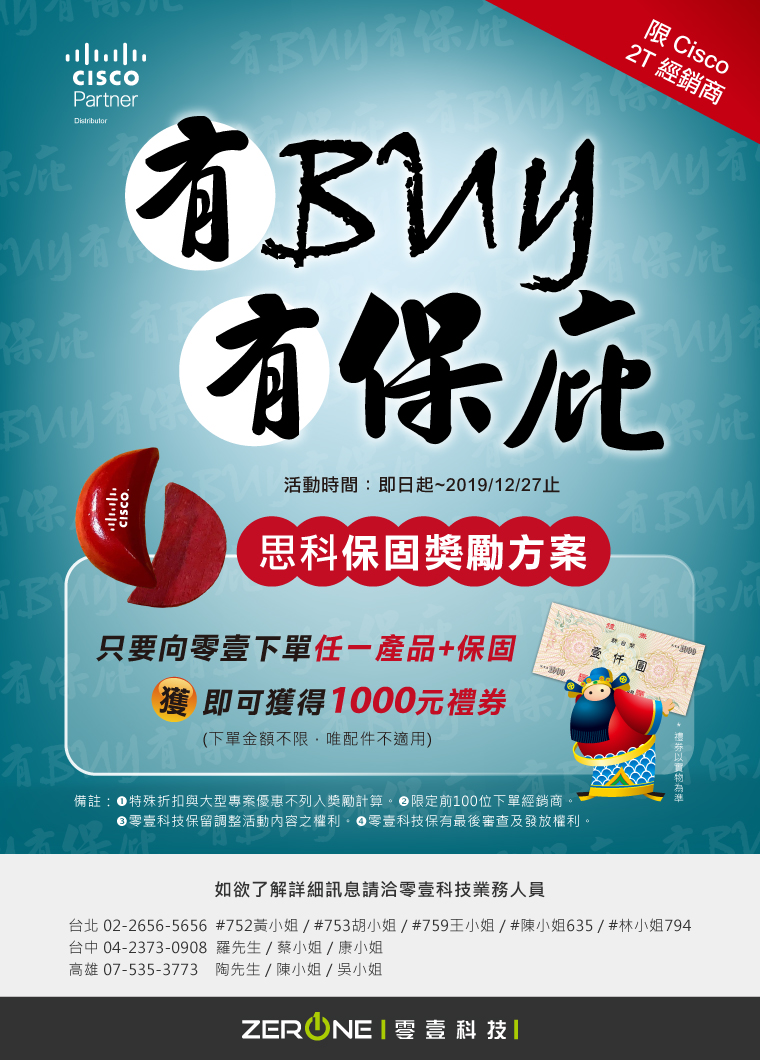 CISCO
Partner
Distributor
限 Cisco
2T 經銷商
有BUY
有保庇
活動時間：即日起~2019/12/27止
CISCO
思科保固獎勵方案
只要向零壹下單任一產品+保固
獲 即可獲得1000元禮券
(下單金額不限，唯配件不適用)
禮券
新台幣
壹仟圓
1000
1000
*禮券以實物為準
備註：❶特殊折扣與大型專案優惠不列入獎勵計算。❷限定前100位下單經銷商。
❸零壹科技保留調整活動內容之權利。❹零壹科技保有最後審查及發放權利。
如欲了解詳細訊息請洽零壹科技業務人員
台北 02-2656-5656 #752黃小姐 / #753胡小姐 / #759王小姐 / #陳小姐635 / #林小姐794
台中 04-2373-0908 羅先生 / 蔡小姐 / 康小姐
高雄 07-535-3773 陶先生 / 陳小姐 / 吳小姐
ZERONE 零壹科技